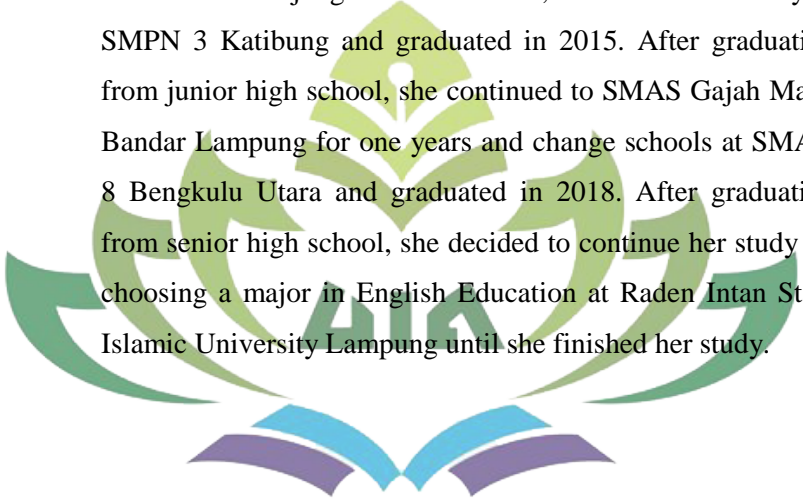 SMPN 3 Katibung and graduated in 2015. After graduati
from junior high school, she continued to SMAS Gajah Ma
Bandar Lampung for one years and change schools at SMA
8 Bengkulu Utara and graduated in 2018. After graduati
from senior high school, she decided to continue her study
choosing a major in English Education at Raden Intan St
Islamic University Lampung until she finished her study.